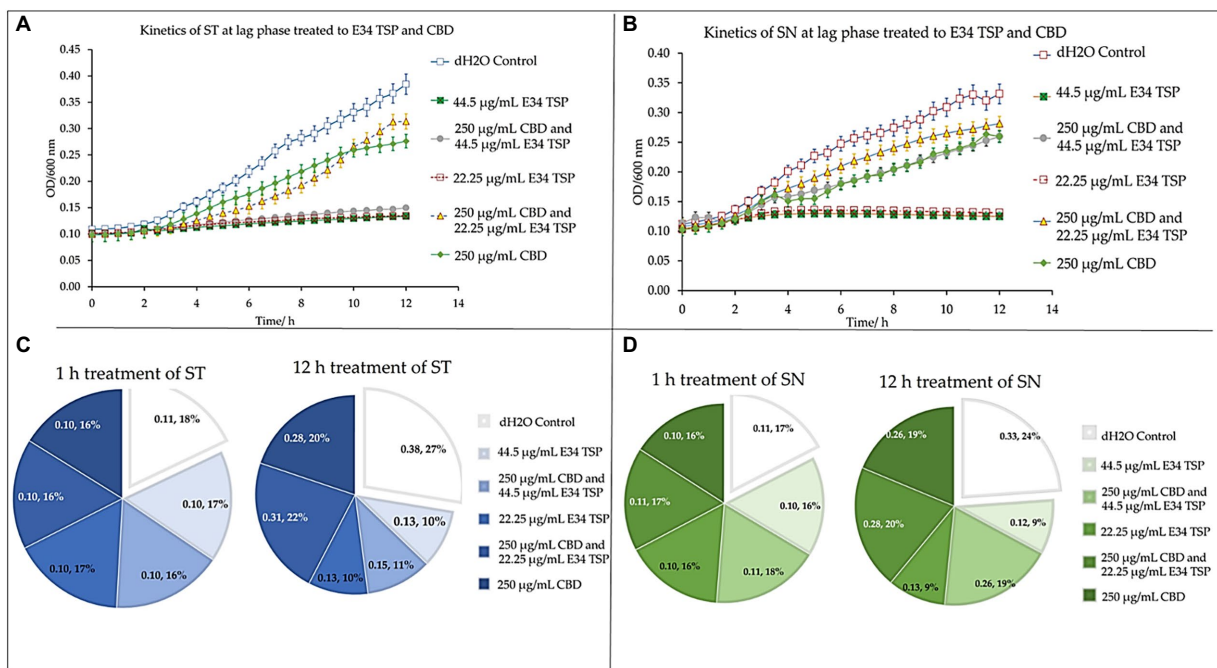 A
Kinetics of ST at lag phase treated to E34 TSP and CBD
OD/600 nm
0.45
0.40
0.35
0.30
0.25
0.20
0.15
0.10
0.05
0.00
0 2 4 6 8 10 12 14
Time/ h
dH2O Control
44.5 µg/mL E34 TSP
250 µg/mL CBD and
44.5 µg/mL E34 TSP
22.25 µg/mL E34 TSP
250 µg/mL CBD and
22.25 µg/mL E34 TSP
250 µg/mL CBD
B
Kinetics of SN at lag phase treated to E34 TSP and CBD
OD/600 nm
0.40
0.35
0.30
0.25
0.20
0.15
0.10
0.05
0.00
0 2 4 6 8 10 12 14
Time/ h
dH2O Control
44.5 µg/mL E34 TSP
250 µg/mL CBD and
44.5 µg/mL E34 TSP
22.25 µg/mL E34 TSP
250 µg/mL CBD and
22.25 µg/mL E34 TSP
250 µg/mL CBD
C
1 h treatment of ST
0.11, 18%
0.10, 17%
0.10, 16%
0.10, 17%
0.10, 16%
0.10, 16%
12 h treatment of ST
0.38, 27%
0.13, 10%
0.15, 11%
0.13, 10%
0.31, 22%
0.28, 20%
dH2O Control
44.5 µg/mL E34 TSP
250 µg/mL CBD and
44.5 µg/mL E34 TSP
22.25 µg/mL E34 TSP
250 µg/mL CBD and
22.25 µg/mL E34 TSP
250 µg/mL CBD
D
1 h treatment of SN
0.11, 17%
0.10, 16%
0.11, 18%
0.10, 16%
0.11, 17%
0.10, 16%
12 h treatment of SN
0.33, 24%
0.12, 9%
0.26, 19%
0.13, 9%
0.28, 20%
0.26, 19%
dH2O Control
44.5 µg/mL E34 TSP
250 µg/mL CBD and
44.5 µg/mL E34 TSP
22.25 µg/mL E34 TSP
250 µg/mL CBD and
22.25 µg/mL E34 TSP
250 µg/mL CBD